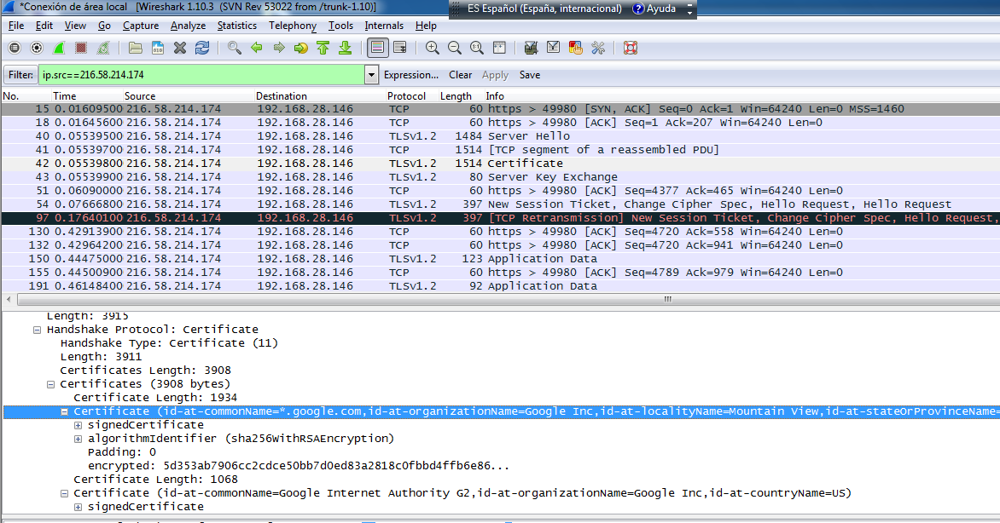 *Conexión de área local [Wireshark 1.10.3 (SVN Rev 53022 from /trunk-1.10)]
ES Español (España, internacional) ? Ayuda
File Edit View Go Capture Analyze Statistics Telephony Tools Internals Help
Filter: ip.src==216.58.214.174 Expression... Clear Apply Save
No. Time Source Destination Protocol Length Info
15 0.01609500 216.58.214.174 192.168.28.146 TCP 60 https > 49980 [SYN, ACK] Seq=0 Ack=1 Win=64240 Len=0 MSS=1460
18 0.01645600 216.58.214.174 192.168.28.146 TCP 60 https > 49980 [ACK] Seq=1 Ack=207 Win=64240 Len=0
40 0.05539500 216.58.214.174 192.168.28.146 TLSv1.2 1484 Server Hello
41 0.05539700 216.58.214.174 192.168.28.146 TCP 1514 [TCP segment of a reassembled PDU]
42 0.05539800 216.58.214.174 192.168.28.146 TLSv1.2 1514 Certificate
43 0.05539900 216.58.214.174 192.168.28.146 TLSv1.2 80 Server Key Exchange
51 0.06090000 216.58.214.174 192.168.28.146 TCP 60 https > 49980 [ACK] Seq=4377 Ack=465 Win=64240 Len=0
54 0.07666800 216.58.214.174 192.168.28.146 TLSv1.2 397 New Session Ticket, Change Cipher Spec, Hello Request, Hello Request
97 0.17640100 216.58.214.174 192.168.28.146 TLSv1.2 397 [TCP Retransmission] New Session Ticket, Change Cipher Spec, Hello Request,
130 0.42913900 216.58.214.174 192.168.28.146 TCP 60 https > 49980 [ACK] Seq=4720 Ack=558 Win=64240 Len=0
132 0.42964200 216.58.214.174 192.168.28.146 TCP 60 https > 49980 [ACK] Seq=4720 Ack=941 Win=64240 Len=0
150 0.44475000 216.58.214.174 192.168.28.146 TLSv1.2 123 Application Data
155 0.44500900 216.58.214.174 192.168.28.146 TCP 60 https > 49980 [ACK] Seq=4789 Ack=979 Win=64240 Len=0
191 0.46148400 216.58.214.174 192.168.28.146 TLSv1.2 92 Application Data
Length: 3915
Handshake Protocol: Certificate
Handshake Type: Certificate (11)
Length: 3911
Certificates Length: 3908
Certificates (3908 bytes)
Certificate Length: 1934
Certificate (id-at-commonName=*.google.com,id-at-organizationName=Google Inc,id-at-localityName=Mountain View,id-at-stateOrProvinceName=
signedCertificate
algorithmIdentifier (sha256WithRSAEncryption)
Padding: 0
encrypted: 5d353ab7906cc2cdce50bb7d0ed83a2818c0fbbd4ffb6e86...
Certificate Length: 1068
Certificate (id-at-commonName=Google Internet Authority G2,id-at-organizationName=Google Inc,id-at-countryName=US)
signedCertificate